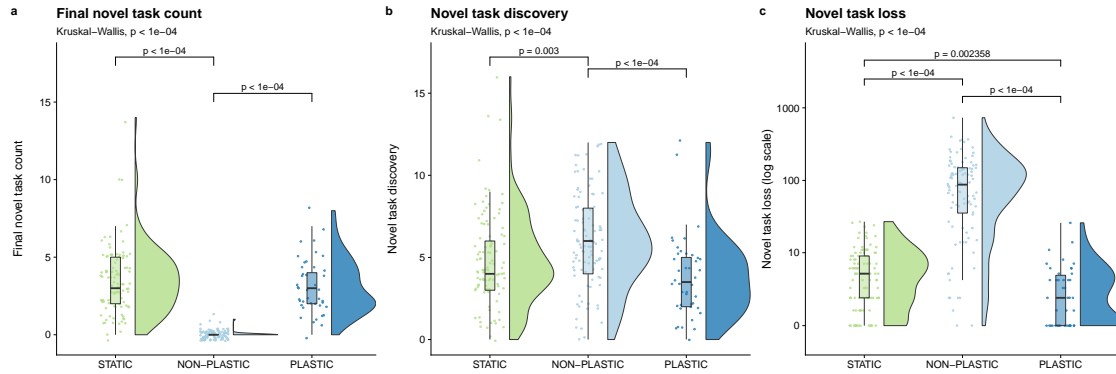 a
Final novel task count
Kruskal−Wallis, p < 1e−04
p < 1e−04
p < 1e−04
Final novel task count
15
10
5
0
STATIC
NON−PLASTIC
PLASTIC
b
Novel task discovery
Kruskal−Wallis, p < 1e−04
p = 0.003
p < 1e−04
Novel task discovery
15
10
5
0
STATIC
NON−PLASTIC
PLASTIC
c
Novel task loss
Kruskal−Wallis, p < 1e−04
p = 0.002358
p < 1e−04
p < 1e−04
Novel task loss (log scale)
1000
100
10
0
STATIC
NON−PLASTIC
PLASTIC